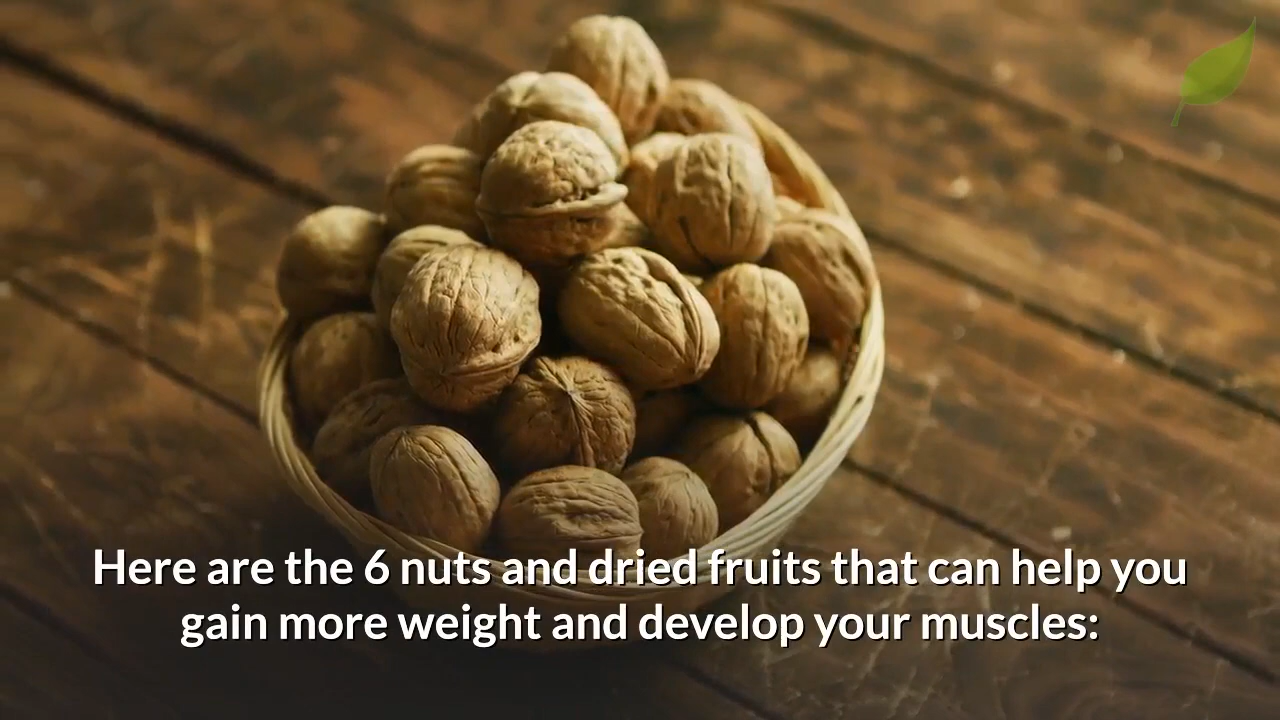 Here are the 6 nuts and dried fruits that can help you
gain more weight and develop your muscles: